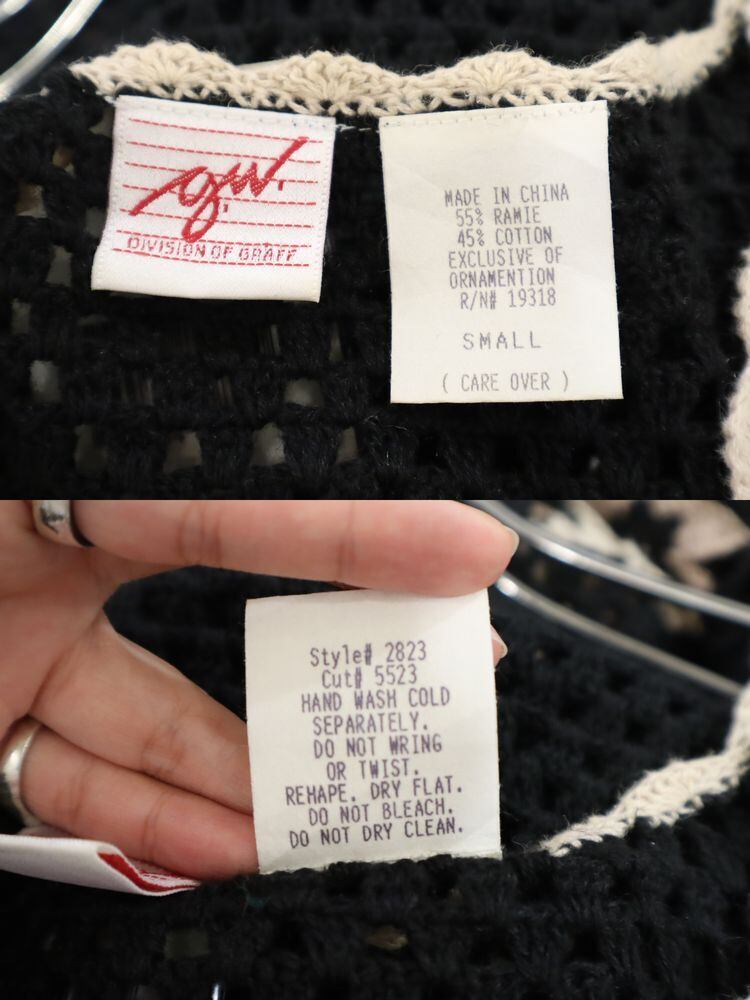 g.w.
DIVISION OF GRAFF
MADE IN CHINA
55% RAMIE
45% COTTON
EXCLUSIVE OF
ORNAMENTION
R/N# 19318
SMALL
( CARE OVER )
Style# 2823
Cut# 5523
HAND WASH COLD
SEPARATELY.
DO NOT WRING
OR TWIST.
REHAPE. DRY FLAT.
DO NOT BLEACH.
DO NOT DRY CLEAN.